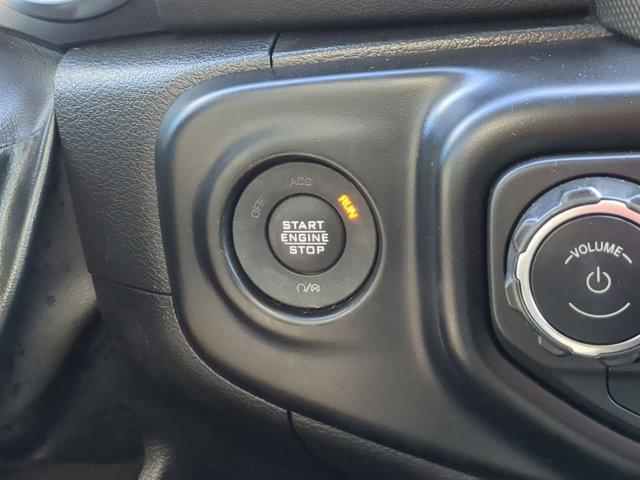 ACC
OFF
RUN
START
ENGINE
STOP
VOLUME